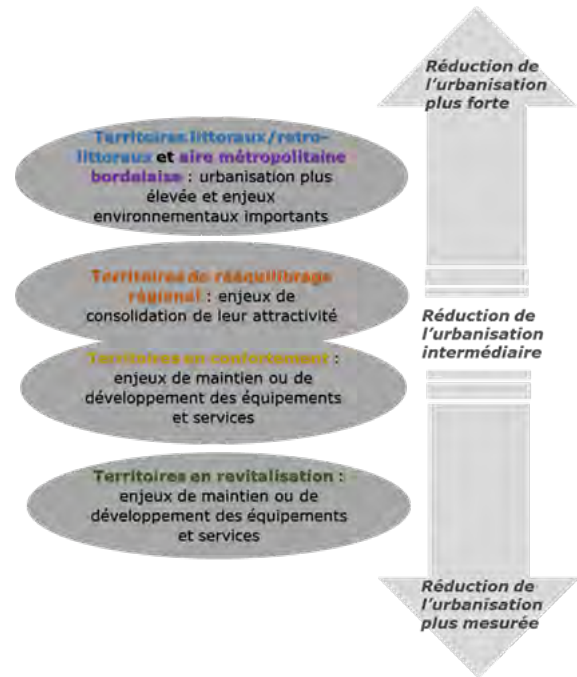 Réduction de
l'urbanisation
plus forte
Territoires littoraux/retro-
littoraux et aire métropolitaine
bordelaise : urbanisation plus
élevée et enjeux
environnementaux importants
Territoires de rééquilibrage
régional : enjeux de
consolidation de leur attractivité
Réduction de
l'urbanisation
intermédiaire
Territoires en confortement :
enjeux de maintien ou de
développement des équipements
et services
Territoires en revitalisation :
enjeux de maintien ou de
développement des équipements
et services
Réduction de
l'urbanisation
plus mesurée